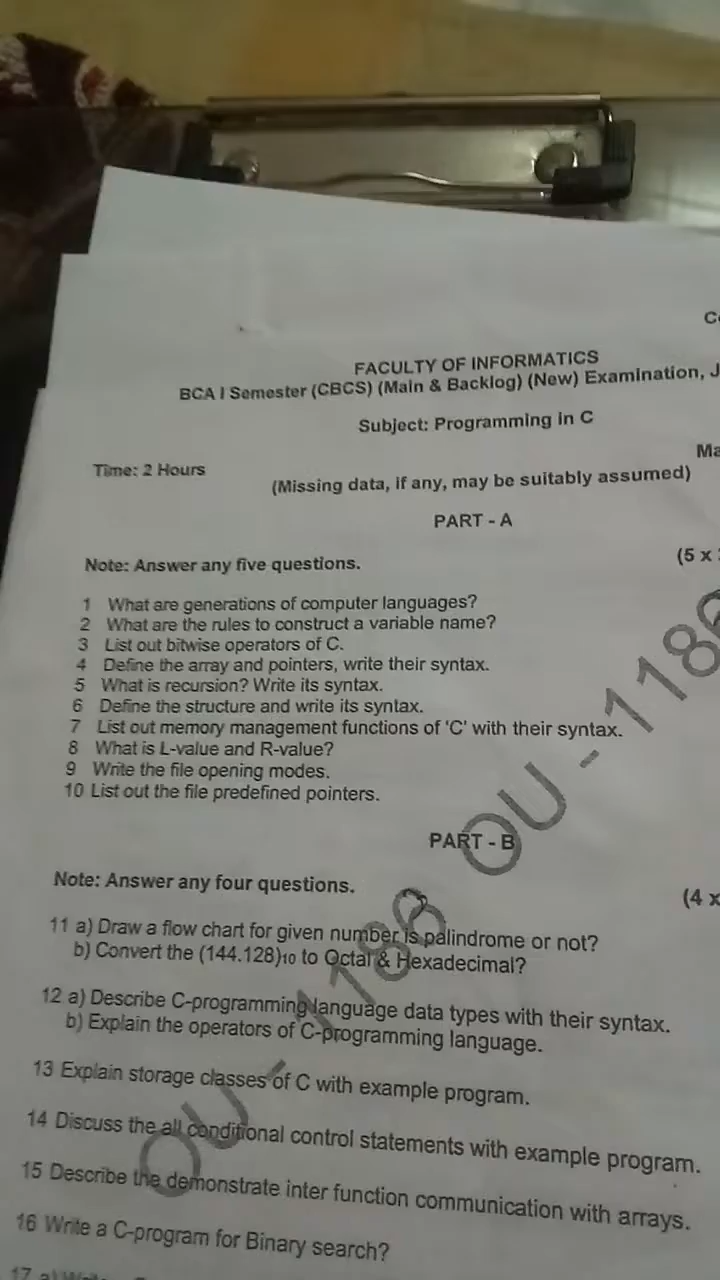 FACULTY OF INFORMATICS
BCA I Semester (CBCS) (Main & Backlog) (New) Examination, J
Subject: Programming in C
Time: 2 Hours
(Missing data, if any, may be suitably assumed)
PART - A
Note: Answer any five questions.
(5 x
1 What are generations of computer languages?
2 What are the rules to construct a variable name?
3 List out bitwise operators of C.
4 Define the array and pointers, write their syntax.
5 What is recursion? Write its syntax.
6 Define the structure and write its syntax.
7 List out memory management functions of 'C' with their syntax.
8 What is L-value and R-value?
9 Write the file opening modes.
10 List out the file predefined pointers.
PART - B
Note: Answer any four questions.
(4 x
11 a) Draw a flow chart for given number is palindrome or not?
b) Convert the (144.128)10 to Octal & Hexadecimal?
12 a) Describe C-programming language data types with their syntax.
b) Explain the operators of C-programming language.
13 Explain storage classes of C with example program.
14 Discuss the all conditional control statements with example program.
15 Describe the demonstrate inter function communication with arrays.
16 Write a C-program for Binary search?
17 a)
OU - 1186 OU - 118